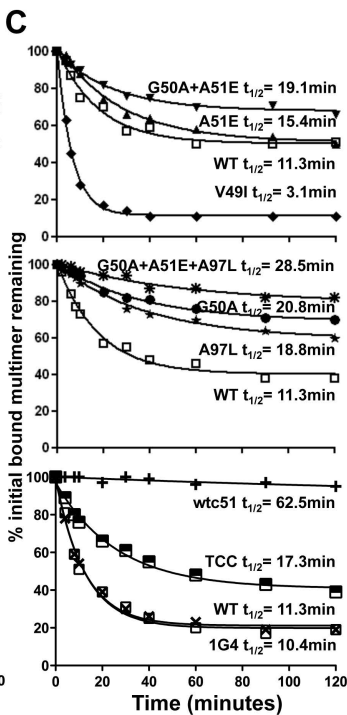 C
% initial bound multimer remaining
100
80
60
40
20
0
G50A+A51E t1/2= 19.1min
A51E t1/2= 15.4min
WT t1/2= 11.3min
V49I t1/2= 3.1min
100
80
60
40
20
0
G50A+A51E+A97L t1/2= 28.5min
G50A t1/2= 20.8min
A97L t1/2= 18.8min
WT t1/2= 11.3min
100
80
60
40
20
0
wtc51 t1/2= 62.5min
TCC t1/2= 17.3min
WT t1/2= 11.3min
1G4 t1/2= 10.4min
0 20 40 60 80 100 120
Time (minutes)